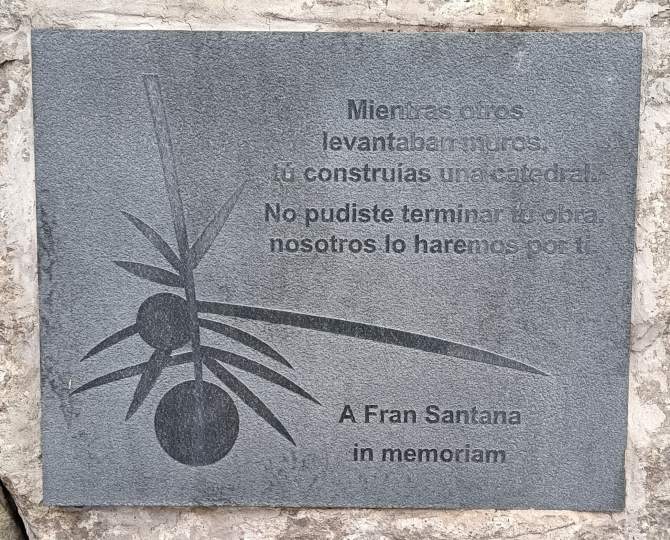 Mientras otros
levantaban muros,
tú construías una catedral.
No pudiste terminar tu obra,
nosotros lo haremos por ti.
A Fran Santana
in memoriam